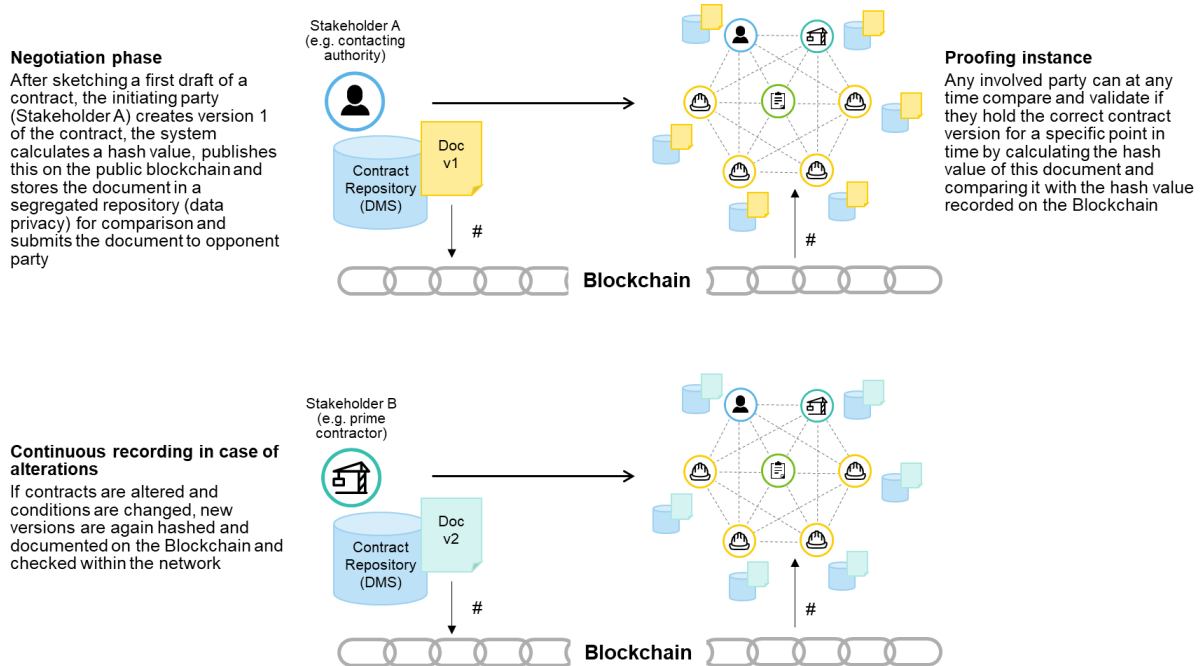 Negotiation phase
After sketching a first draft of a
contract, the initiating party
(Stakeholder A) creates version 1
of the contract, the system
calculates a hash value, publishes
this on the public blockchain and
stores the document in a
segregated repository (data
privacy) for comparison and
submits the document to opponent
party
Stakeholder A
(e.g. contacting
authority)
Doc
v1
Contract
Repository
(DMS)
#
Blockchain
#
Proofing instance
Any involved party can at any
time compare and validate if
they hold the correct contract
version for a specific point in
time by calculating the hash
value of this document and
comparing it with the hash value
recorded on the Blockchain
Continuous recording in case of
alterations
If contracts are altered and
conditions are changed, new
versions are again hashed and
documented on the Blockchain and
checked within the network
Stakeholder B
(e.g. prime
contractor)
Doc
v2
Contract
Repository
(DMS)
#
Blockchain
#